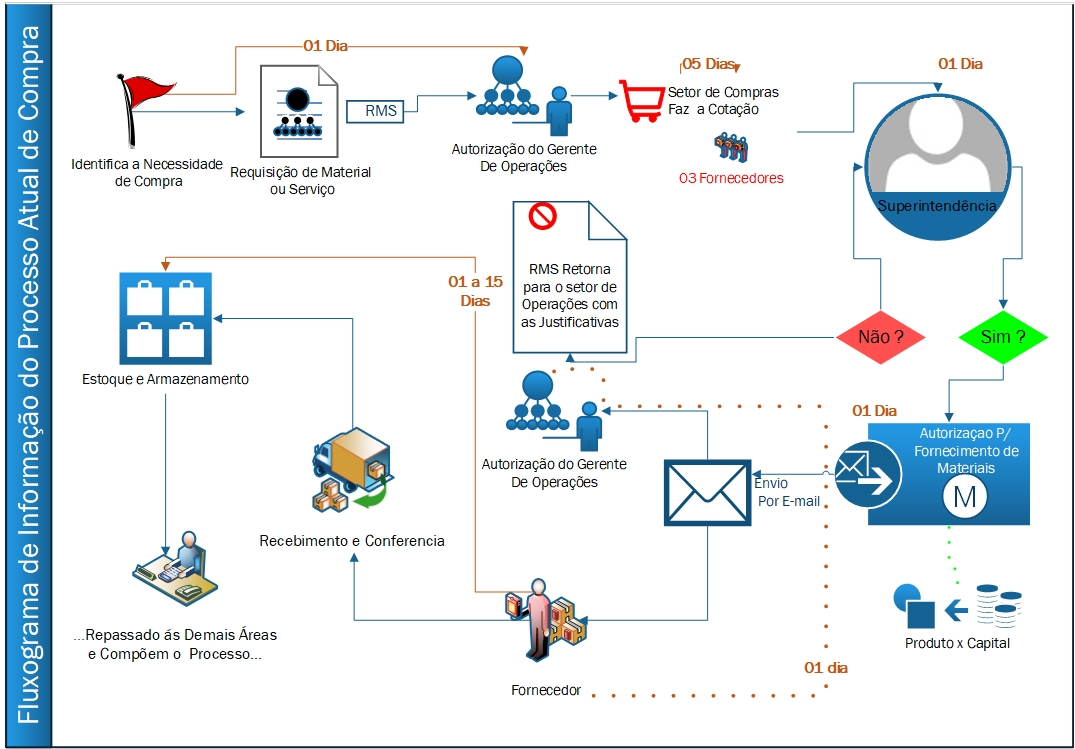 Fluxograma de Informação do Processo Atual de Compra
01 Dia
Identifica a Necessidade
de Compra
Requisição de Material
ou Serviço
RMS
Autorização do Gerente
De Operações
05 Dias
Setor de Compras
Faz a Cotação
03 Fornecedores
01 Dia
Superintendência
Não ?
Sim ?
RMS Retorna
para o setor de
Operações com
as Justificativas
01 a 15
Dias
Estoque e Armazenamento
Autorização do Gerente
De Operações
01 Dia
Autorizaçao P/
Fornecimento de
Materiais
M
Envio
Por E-mail
Recebimento e Conferencia
...Repassado ás Demais Áreas
e Compõem o Processo...
Produto x Capital
01 dia
Fornecedor